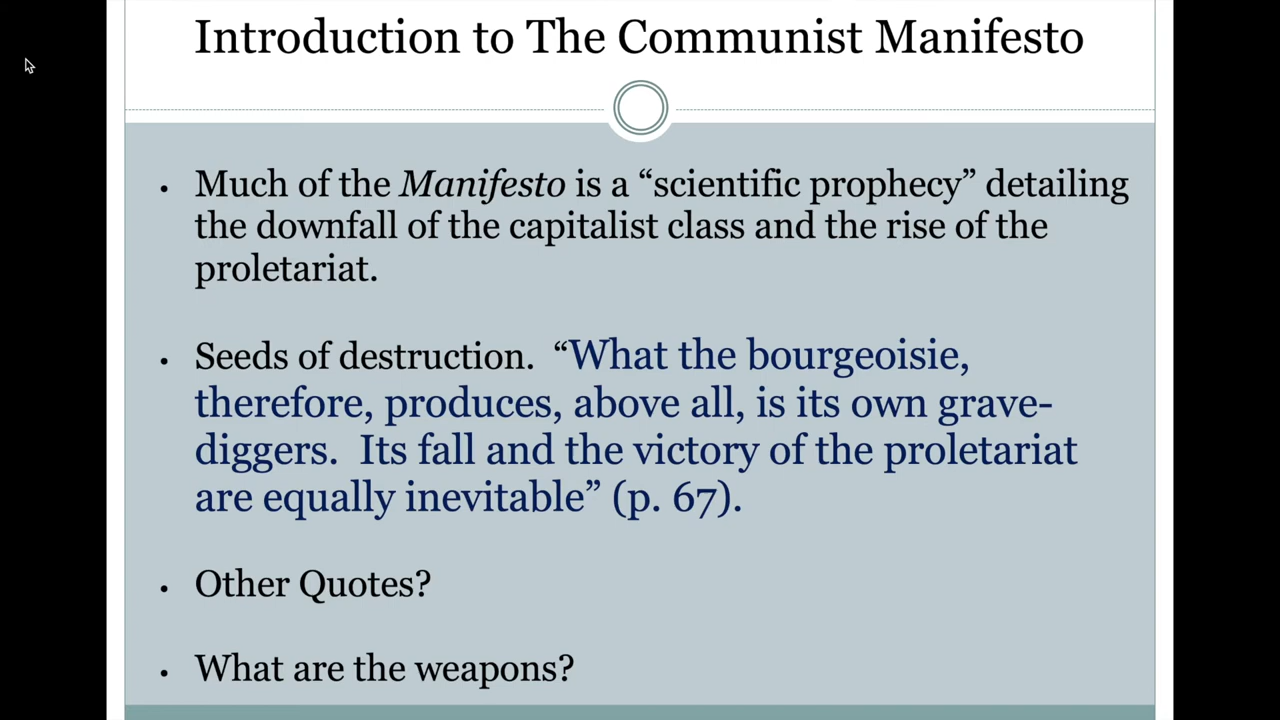 Introduction to The Communist Manifesto
• Much of the Manifesto is a “scientific prophecy” detailing
the downfall of the capitalist class and the rise of the
proletariat.
• Seeds of destruction.  “What the bourgeoisie,
therefore, produces, above all, is its own grave-
diggers.  Its fall and the victory of the proletariat
are equally inevitable” (p. 67).
• Other Quotes?
• What are the weapons?